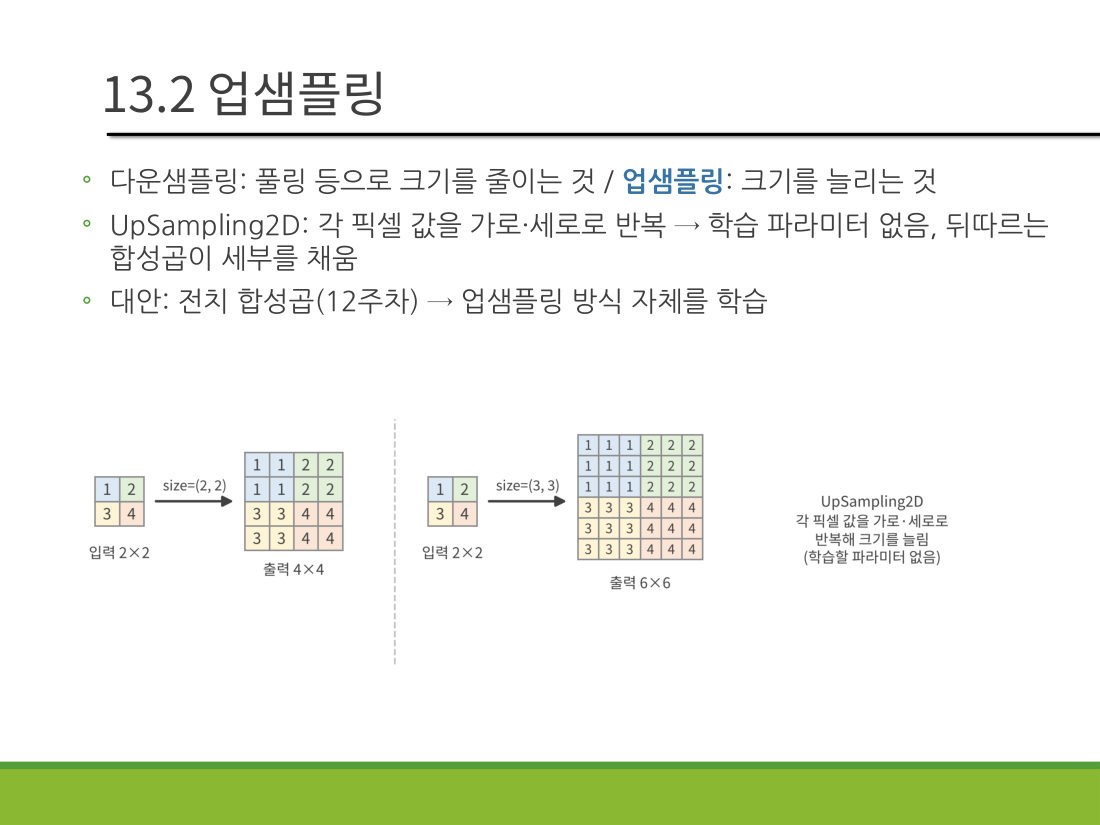 13.2 업샘플링
다운샘플링: 풀링 등으로 크기를 줄이는 것 / 업샘플링: 크기를 늘리는 것
UpSampling2D: 각 픽셀 값을 가로·세로로 반복 → 학습 파라미터 없음, 뒤따르는
합성곱이 세부를 채움
대안: 전치 합성곱(12주차) → 업샘플링 방식 자체를 학습
1 2
3 4
입력 2×2
size=(2, 2)
1 1 2 2
1 1 2 2
3 3 4 4
3 3 4 4
출력 4×4
1 2
3 4
입력 2×2
size=(3, 3)
1 1 1 2 2 2
1 1 1 2 2 2
1 1 1 2 2 2
3 3 3 4 4 4
3 3 3 4 4 4
3 3 3 4 4 4
출력 6×6
UpSampling2D
각 픽셀 값을 가로·세로로
반복해 크기를 늘림
(학습할 파라미터 없음)